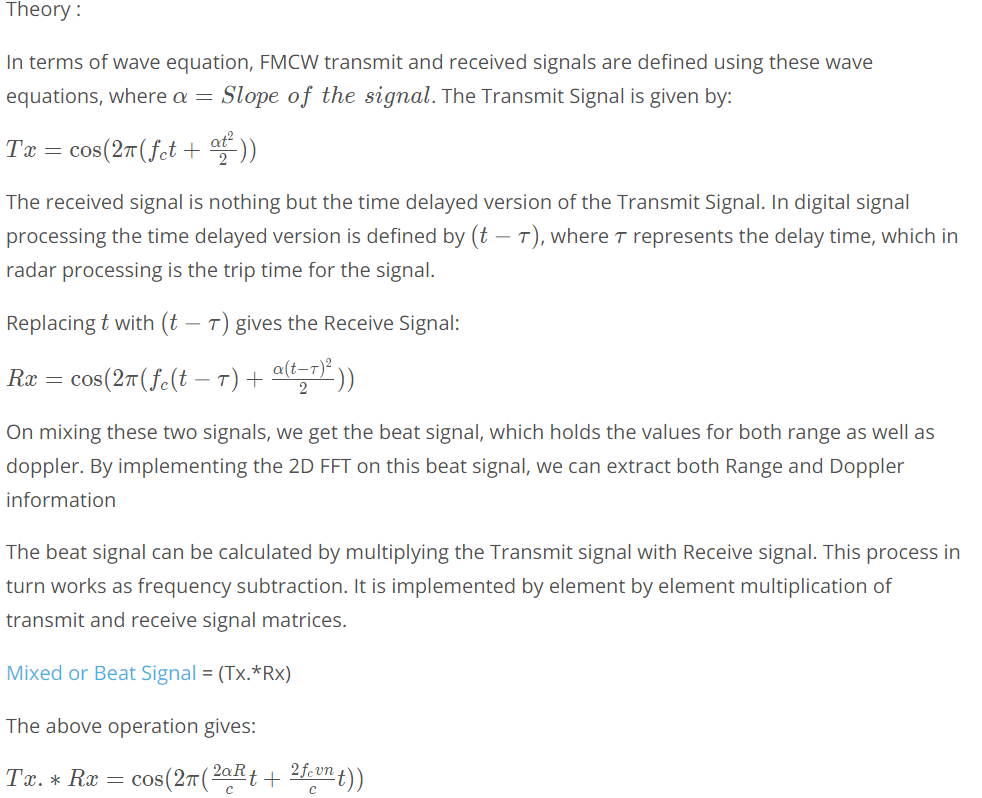 Theory :
In terms of wave equation, FMCW transmit and received signals are defined using these wave
equations, where α = Slope of the signal. The Transmit Signal is given by:
Tx = cos(2π(f_c t + αt²/2))
The received signal is nothing but the time delayed version of the Transmit Signal. In digital signal
processing the time delayed version is defined by (t − τ), where τ represents the delay time, which in
radar processing is the trip time for the signal.
Replacing t with (t − τ) gives the Receive Signal:
Rx = cos(2π(f_c(t − τ) + α(t−τ)²/2))
On mixing these two signals, we get the beat signal, which holds the values for both range as well as
doppler. By implementing the 2D FFT on this beat signal, we can extract both Range and Doppler
information
The beat signal can be calculated by multiplying the Transmit signal with Receive signal. This process in
turn works as frequency subtraction. It is implemented by element by element multiplication of
transmit and receive signal matrices.
Mixed or Beat Signal = (Tx.*Rx)
The above operation gives:
Tx. * Rx = cos(2π(2αR/c t + 2f_c vn/c t))